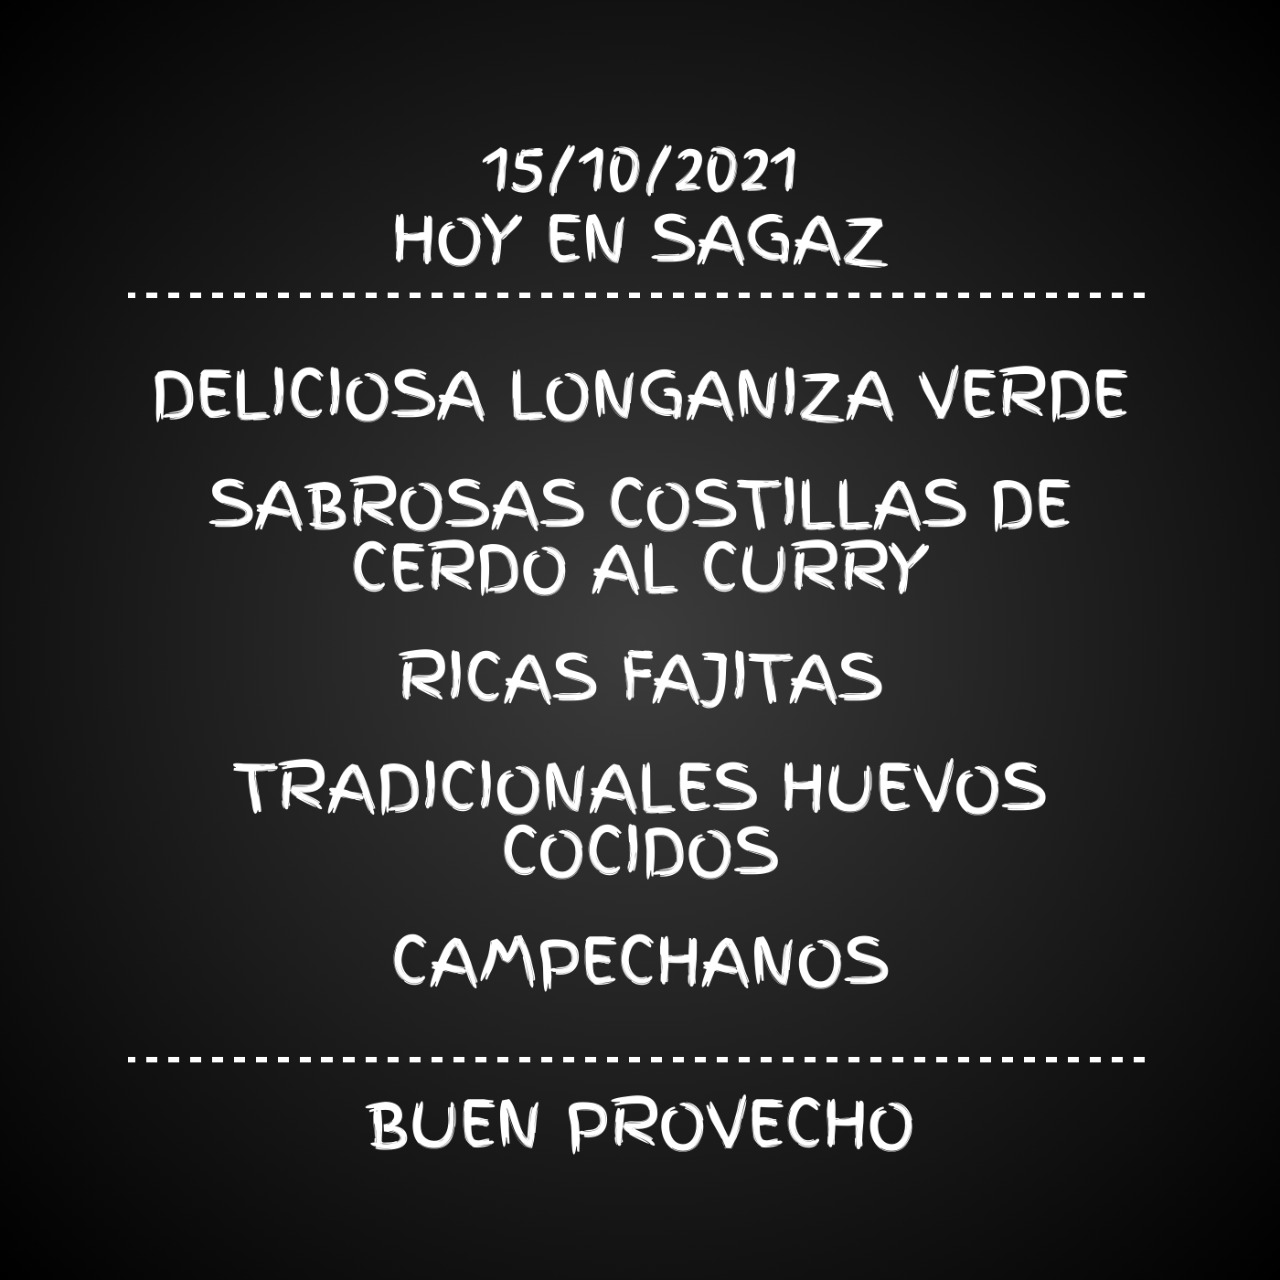 15/10/2021
HOY EN SAGAZ
DELICIOSA LONGANIZA VERDE
SABROSAS COSTILLAS DE
CERDO AL CURRY
RICAS FAJITAS
TRADICIONALES HUEVOS
COCIDOS
CAMPECHANOS
BUEN PROVECHO